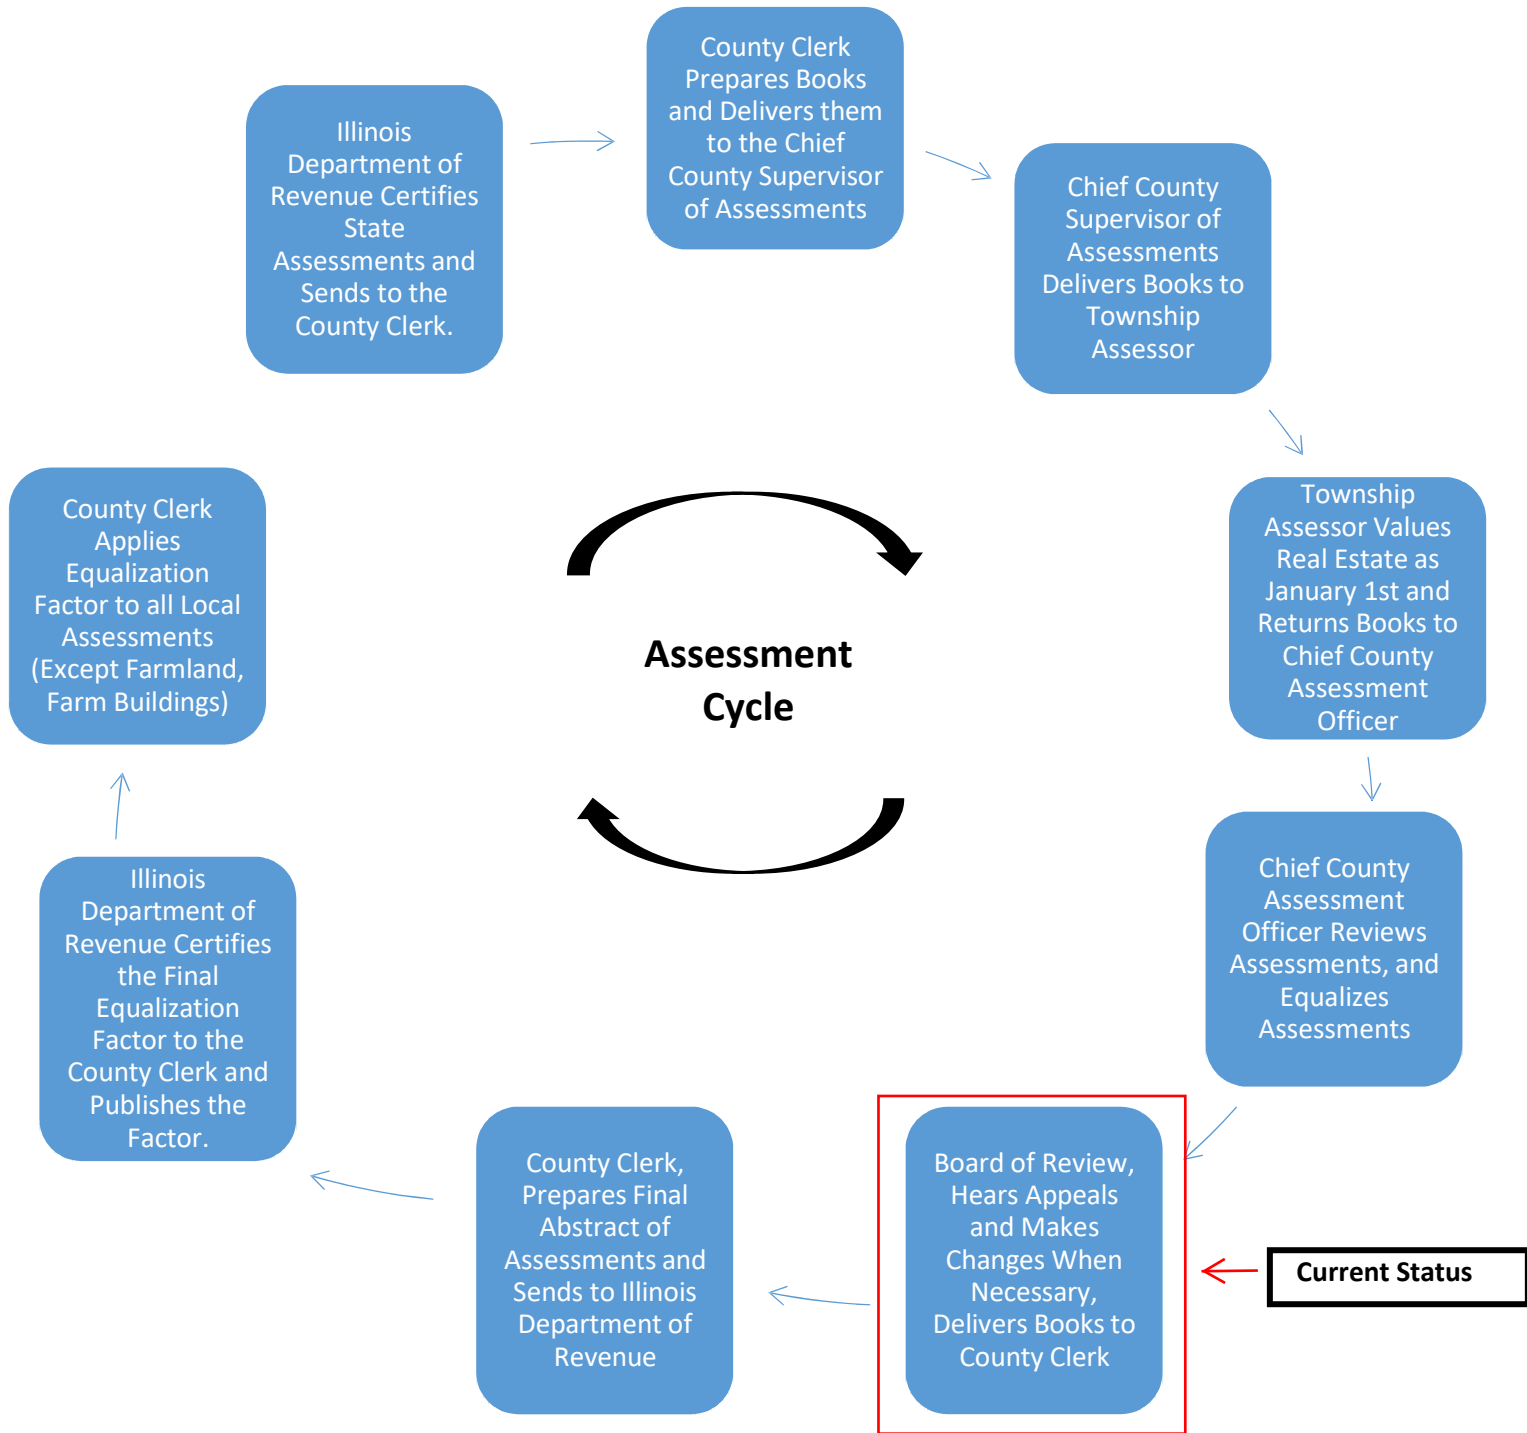 County Clerk
Prepares Books
and Delivers them
to the Chief
County Supervisor
of Assessments
Chief County
Supervisor of
Assessments
Delivers Books to
Township
Assessor
Township
Assessor Values
Real Estate as
January 1st and
Returns Books to
Chief County
Assessment
Officer
Chief County
Assessment
Officer Reviews
Assessments, and
Equalizes
Assessments
Board of Review,
Hears Appeals
and Makes
Changes When
Necessary,
Delivers Books to
County Clerk
Current Status
County Clerk,
Prepares Final
Abstract of
Assessments and
Sends to Illinois
Department of
Revenue
Illinois
Department of
Revenue Certifies
the Final
Equalization
Factor to the
County Clerk and
Publishes the
Factor.
County Clerk
Applies
Equalization
Factor to all Local
Assessments
(Except Farmland,
Farm Buildings)
Illinois
Department of
Revenue Certifies
State
Assessments and
Sends to the
County Clerk.
Assessment
Cycle